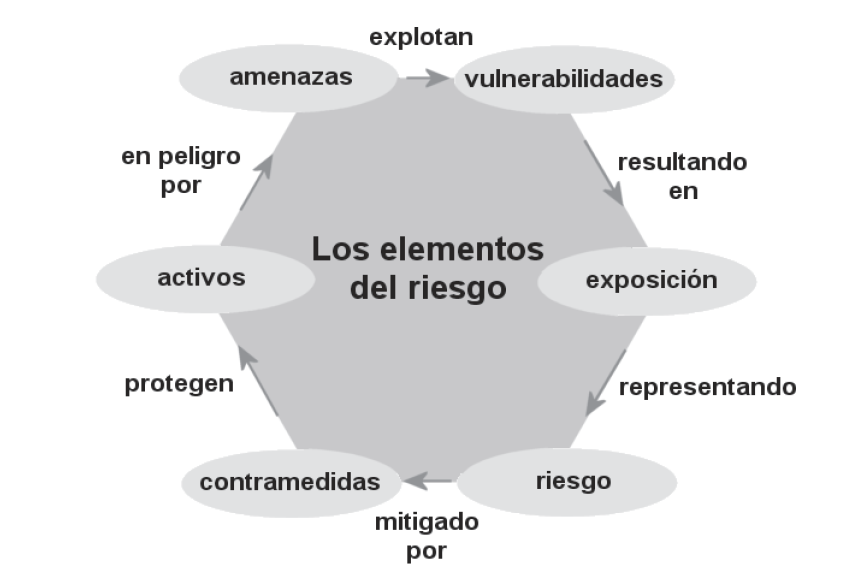 explotan
amenazas
vulnerabilidades
en peligro
por
resultando
en
Los elementos
del riesgo
activos
exposición
protegen
representando
contramedidas
riesgo
mitigado
por